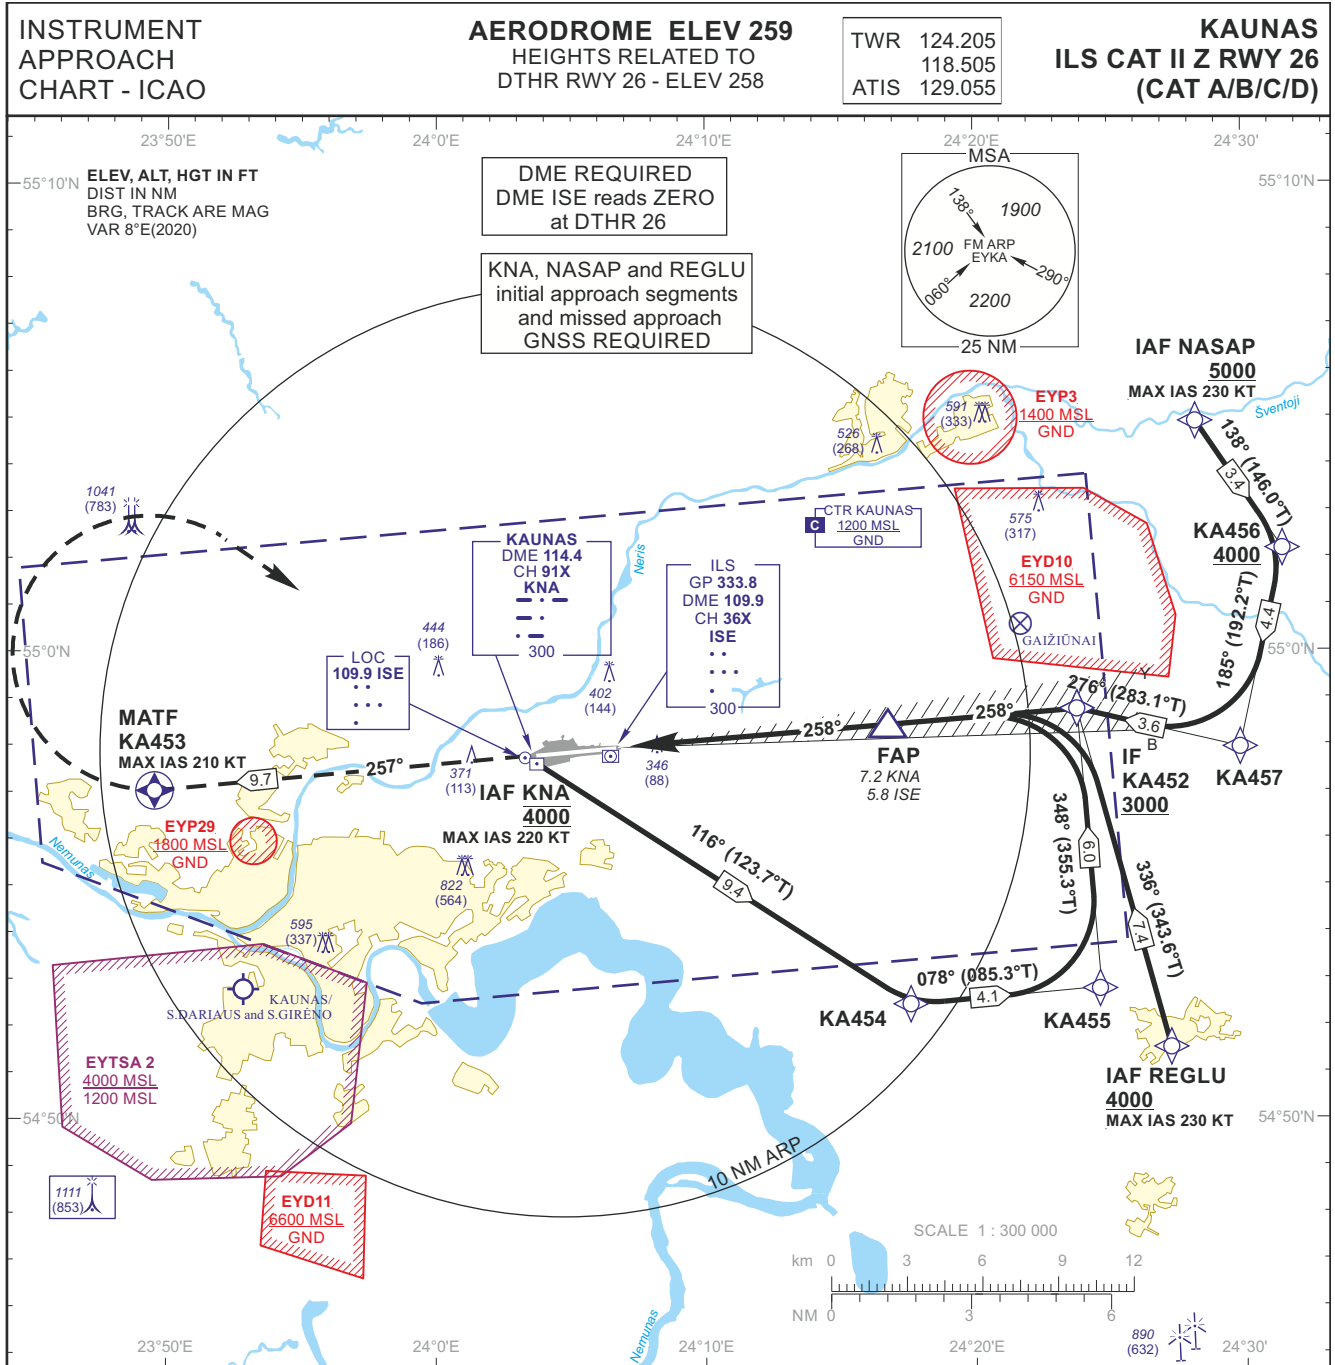 INSTRUMENT
APPROACH
CHART - ICAO
AERODROME ELEV 259
HEIGHTS RELATED TO
DTHR RWY 26 - ELEV 258
TWR 124.205
118.505
ATIS 129.055
KAUNAS
ILS CAT II Z RWY 26
(CAT A/B/C/D)
23°50'E
24°0'E
24°10'E
24°20'E
24°30'E
55°10'N
55°10'N
ELEV, ALT, HGT IN FT
DIST IN NM
BRG, TRACK ARE MAG
VAR 8°E(2020)
DME REQUIRED
DME ISE reads ZERO
at DTHR 26
KNA, NASAP and REGLU
initial approach segments
and missed approach
GNSS REQUIRED
MSA
138°
1900
2100
FM ARP
EYKA
290°
060°
2200
25 NM
IAF NASAP
5000
MAX IAS 230 KT
Šventoji
EYP3
1400 MSL
GND
591
(333)
526
(268)
138° (146.0°T)
3.4
KA456
4000
1041
(783)
CTR KAUNAS
C 1200 MSL
GND
575
(317)
EYD10
6150 MSL
GND
GAIŽIŪNAI
185° (192.2°T)
4.4
KAUNAS
DME 114.4
CH 91X
KNA
300
Neris
ILS
GP 333.8
DME 109.9
CH 36X
ISE
300
444
(186)
402
(144)
LOC
109.9 ISE
55°0'N
55°0'N
Y
276° (283.1°T)
3.6
B
MATF
KA453
MAX IAS 210 KT
9.7
257°
371
(113)
346
(88)
258°
258°
FAP
7.2 KNA
5.8 ISE
IF
KA452
3000
KA457
IAF KNA
4000
MAX IAS 220 KT
EYP29
1800 MSL
GND
Nemunas
822
(564)
116° (123.7°T)
9.4
348° (355.3°T)
6.0
336° (343.6°T)
7.4
595
(337)
KAUNAS/
S.DARIAUS and S.GIRĖNO
078° (085.3°T)
4.1
KA454
KA455
EYTSA 2
4000 MSL
1200 MSL
IAF REGLU
4000
MAX IAS 230 KT
54°50'N
54°50'N
10 NM ARP
1111
(853)
EYD11
6600 MSL
GND
SCALE 1 : 300 000
km 0 3 6 9 12
NM 0 3 6
Nemunas
890
(632)
23°50'E
24°0'E
24°10'E
24°20'E
24°30'